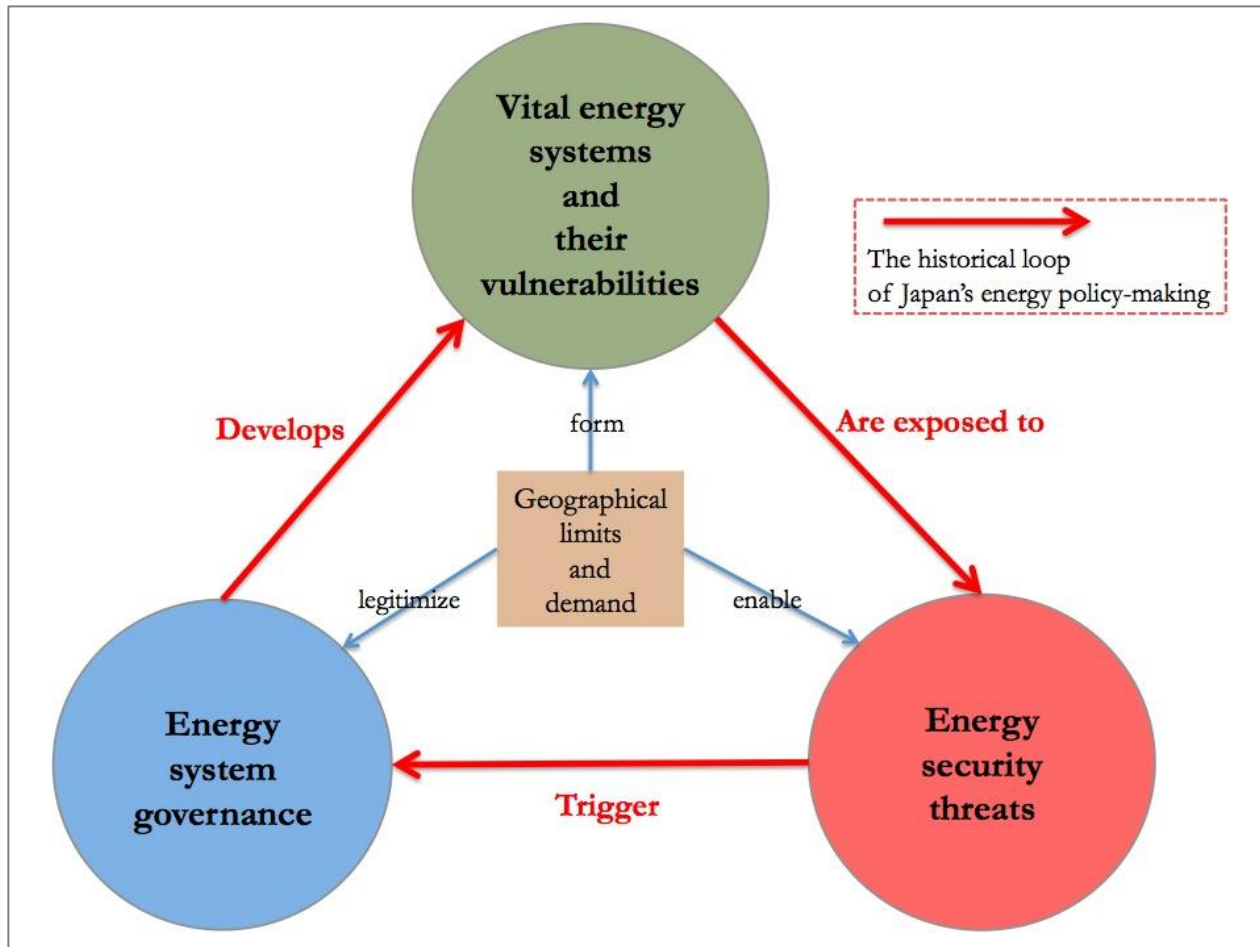 Vital energy
systems
and
their
vulnerabilities
The historical loop
of Japan's energy policy-making
Develops
form
Are exposed to
Geographical
limits
and
demand
legitimize
enable
Energy
system
governance
Trigger
Energy
security
threats